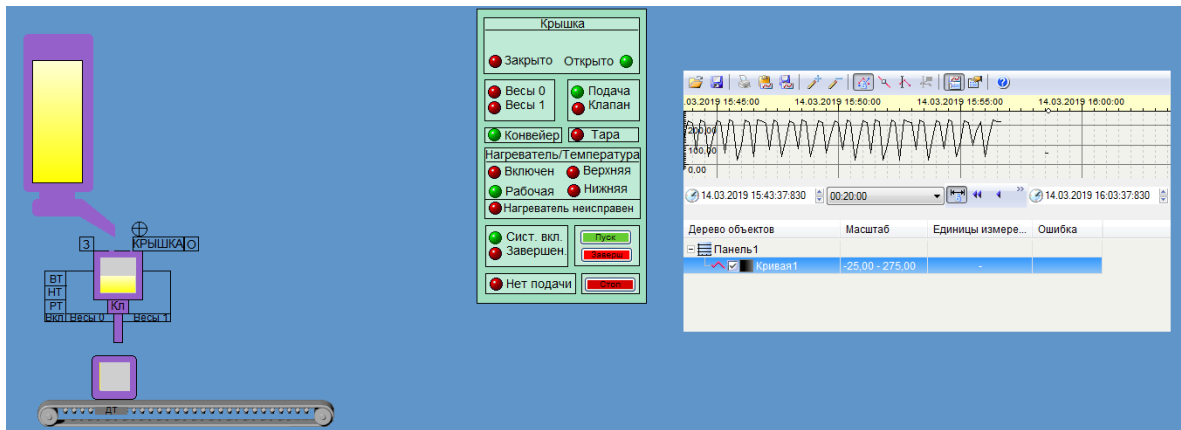 Крышка
Закрыто Открыто
Весы 0 Подача
Весы 1 Клапан
Конвейер Тара
Нагреватель/Температура
Включен Верхняя
Рабочая Нижняя
Нагреватель неисправен
Сист. вкл. Пуск
Завершен. Заверш
Нет подачи Стоп
З КРЫШКА О
ВТ
НТ
РТ Кл
Вкл Весы 0 Весы 1
ДТ
.03.2019 15:45:00 14.03.2019 15:50:00 14.03.2019 15:55:00 14.03.2019 16:00:00
200,00
100,00
0,00
14.03.2019 15:43:37:830 00:20:00 14.03.2019 16:03:37:830
Дерево объектов Масштаб Единицы измере... Ошибка
Панель1
Кривая1 -25,00 - 275,00 -